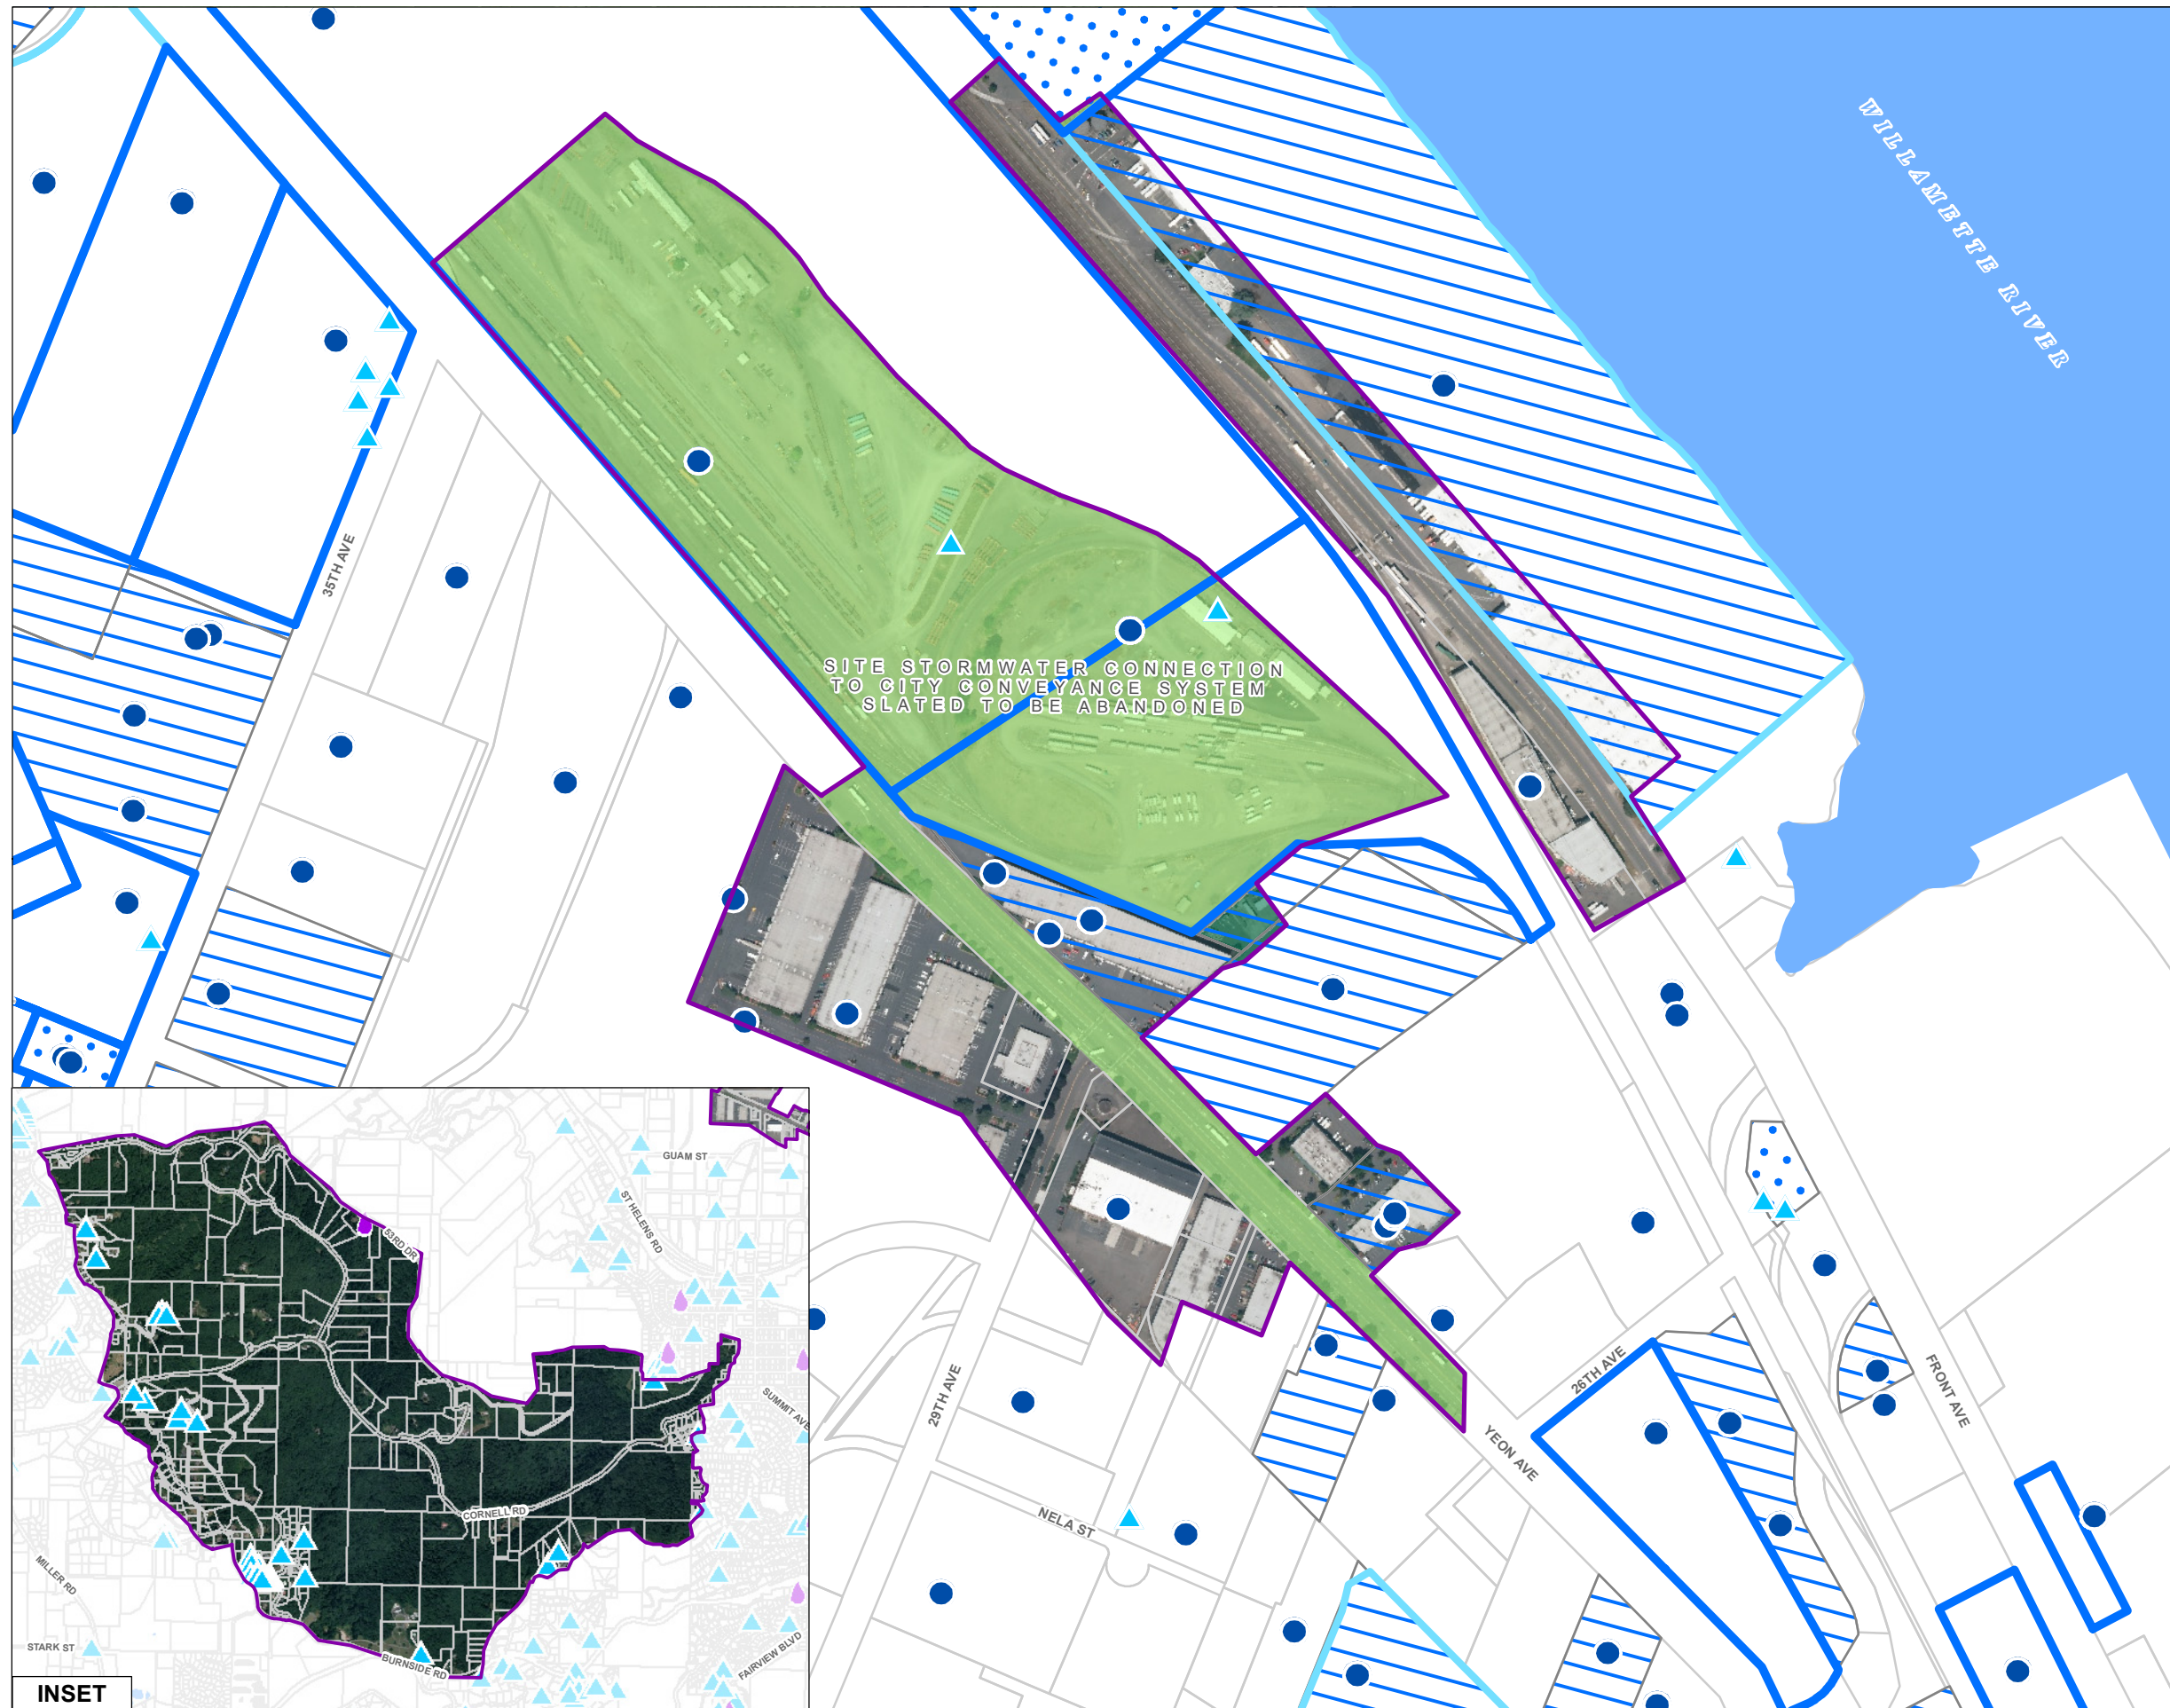 WILLAMETTE RIVER
35TH AVE
SITE STORMWATER CONNECTION
TO CITY CONVEYANCE SYSTEM
SLATED TO BE ABANDONED
29TH AVE
NELA ST
YEON AVE
26TH AVE
FRONT AVE
GUAM ST
ST HELENS RD
53RD DR
SUMMIT AVE
CORNELL RD
MILLER RD
STARK ST
BURNSIDE RD
FAIRVIEW BLVD
INSET